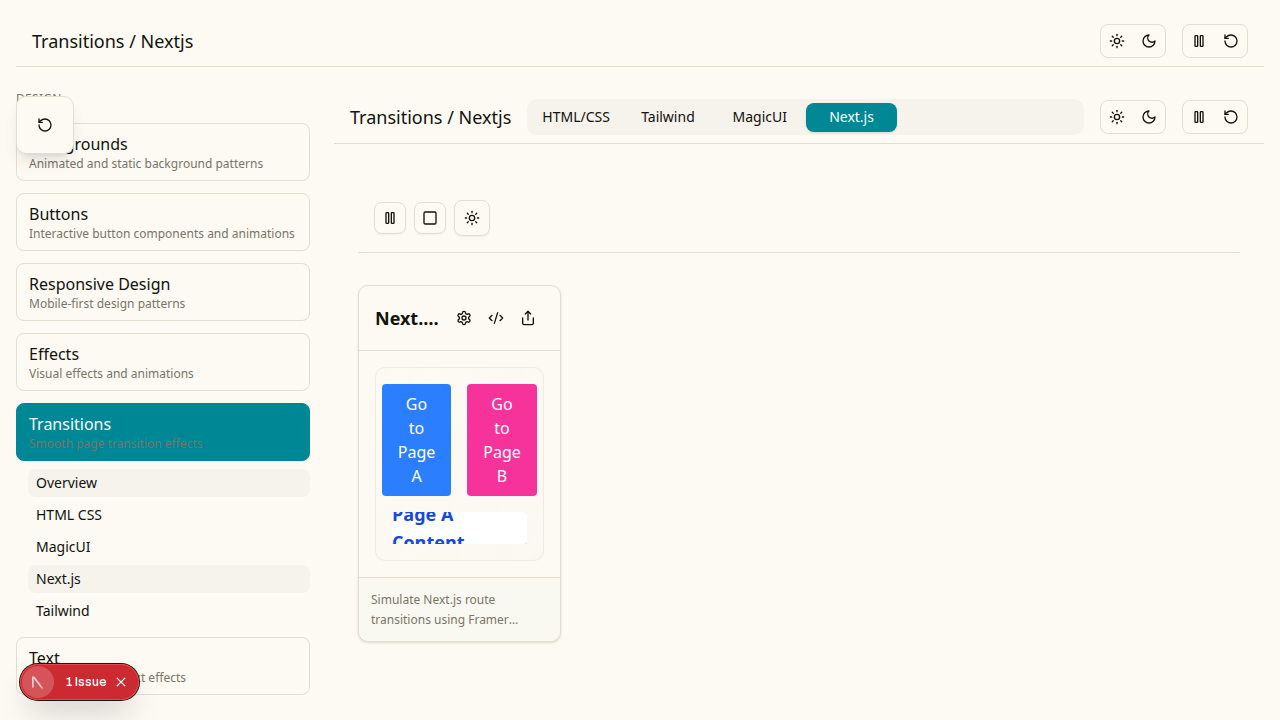 Transitions / Nextjs
DESIGN
Transitions / Nextjs
HTML/CSS
Tailwind
MagicUI
Next.js
grounds
Animated and static background patterns
Buttons
Interactive button components and animations
Responsive Design
Mobile-first design patterns
Effects
Visual effects and animations
Transitions
Smooth page transition effects
Overview
HTML CSS
MagicUI
Next.js
Tailwind
Text
t effects
1 Issue
Next....
Go
to
Page
A
Go
to
Page
B
Page A
Content
Simulate Next.js route
transitions using Framer...